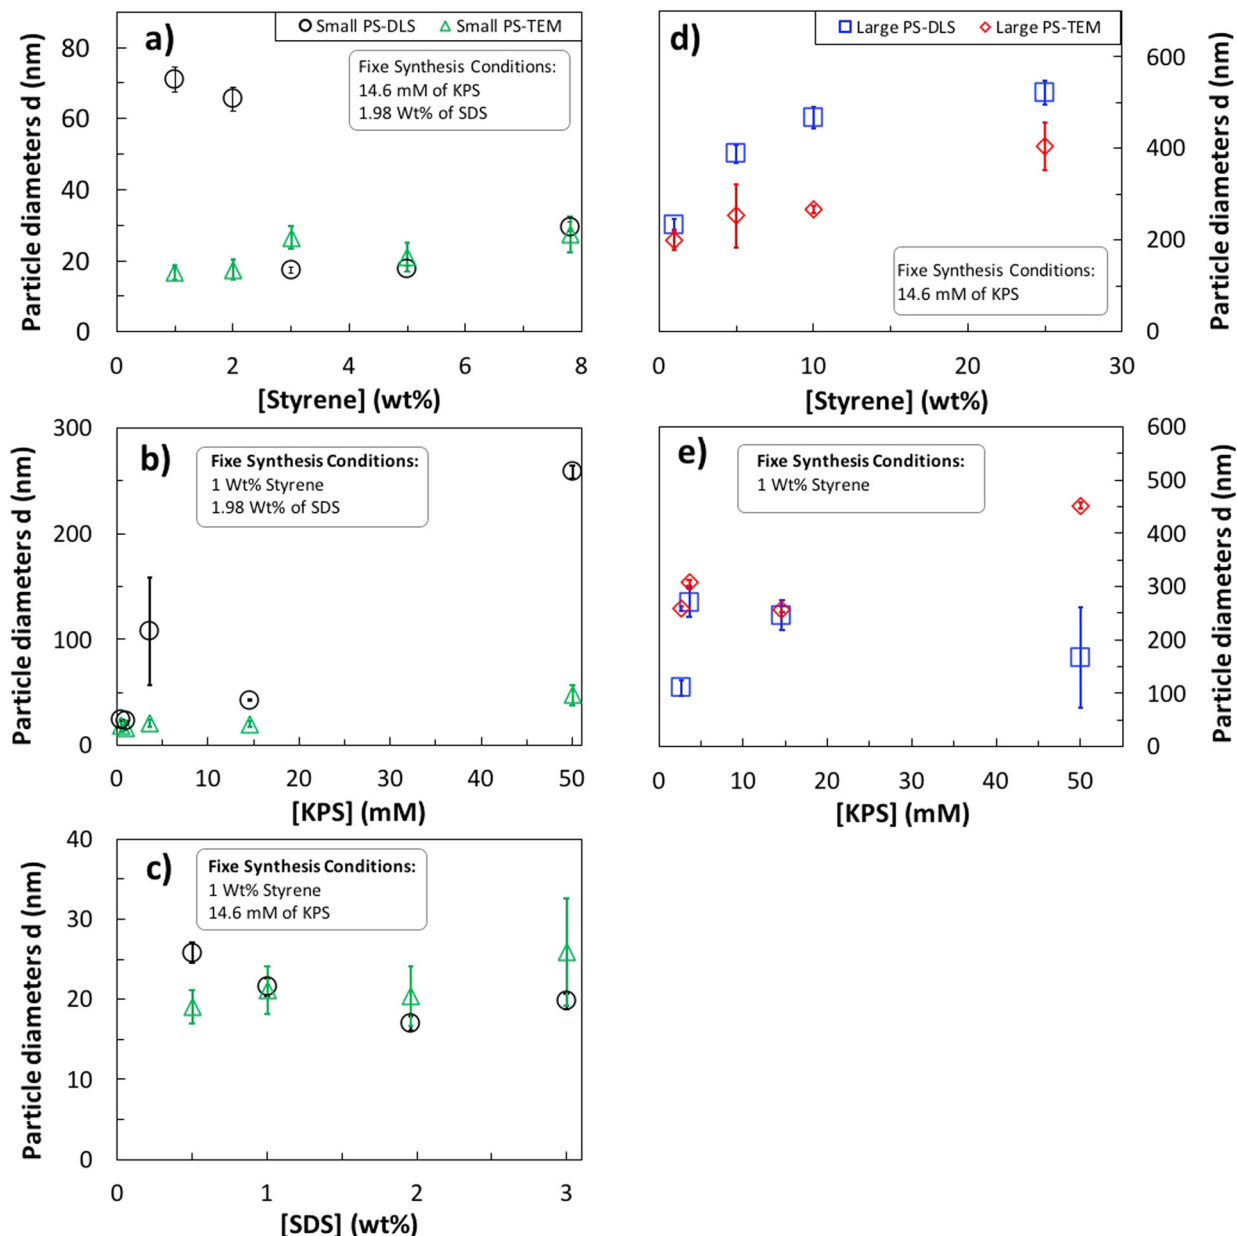 a)
Small PS-DLS Small PS-TEM
Fixe Synthesis Conditions:
14.6 mM of KPS
1.98 Wt% of SDS
Particle diameters d (nm)
80
60
40
20
0
0 2 4 6 8
[Styrene] (wt%)
d)
Large PS-DLS Large PS-TEM
Fixe Synthesis Conditions:
14.6 mM of KPS
Particle diameters d (nm)
600
400
200
0
0 10 20 30
[Styrene] (wt%)
b)
Fixe Synthesis Conditions:
1 Wt% Styrene
1.98 Wt% of SDS
Particle diameters d (nm)
300
200
100
0
0 10 20 30 40 50
[KPS] (mM)
e)
Fixe Synthesis Conditions:
1 Wt% Styrene
Particle diameters d (nm)
600
500
400
300
200
100
0
0 10 20 30 40 50
[KPS] (mM)
c)
Fixe Synthesis Conditions:
1 Wt% Styrene
14.6 mM of KPS
Particle diameters d (nm)
40
30
20
10
0
0 1 2 3
[SDS] (wt%)